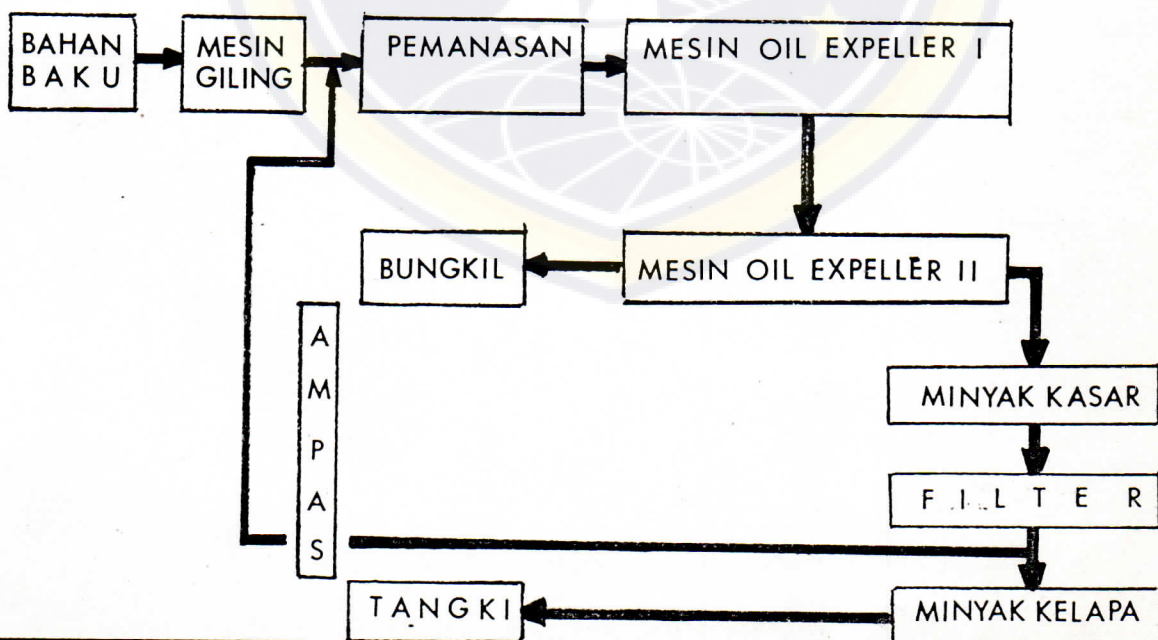 BAHAN
BAKU
MESIN
GILING
PEMANASAN
MESIN OIL EXPELLER I
BUNGKIL
MESIN OIL EXPELLER II
AMPAS
MINYAK KASAR
FILTER
TANGKI
MINYAK KELAPA